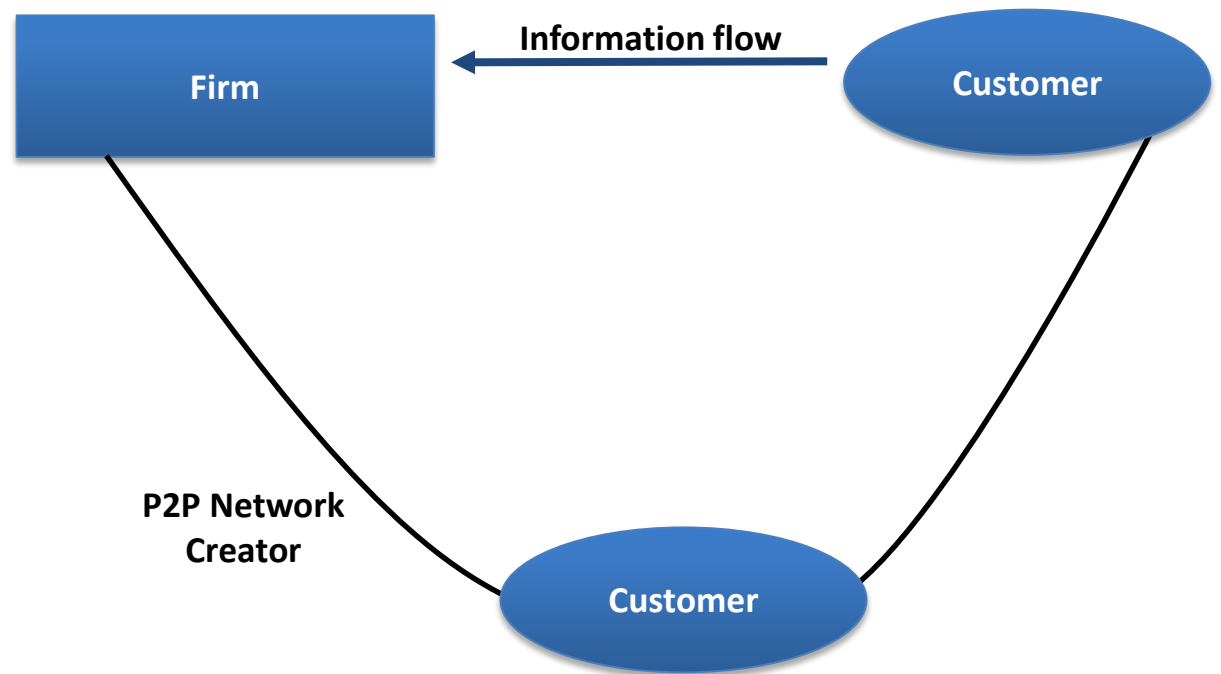 Information flow
Firm
Customer
P2P Network
Creator
Customer